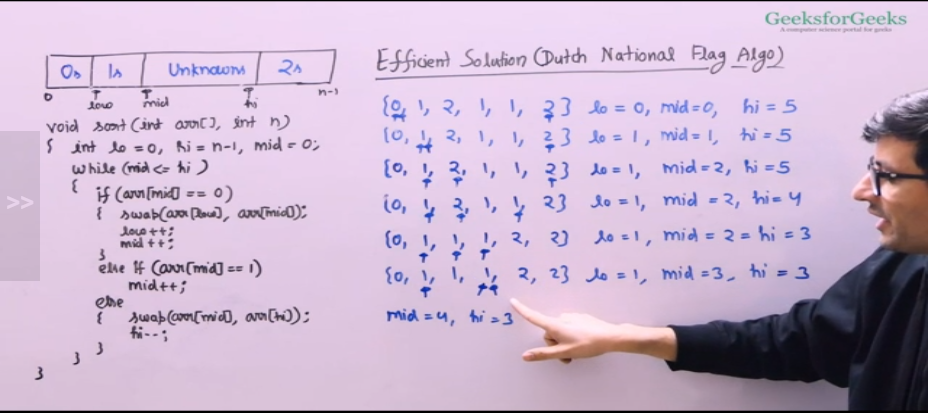 GeeksforGeeks
A computer science portal for geeks
Efficient Solution (Dutch National Flag Algo)
0s 1s Unknowns 2s
0 low mid hi n-1
void sort(int arr[], int n)
{ int lo=0, hi=n-1, mid=0;
while(mid<=hi)
{ if (arr[mid]==0)
{ swap(arr[low], arr[mid]);
low++;
mid++;
}
else if (arr[mid]==1)
mid++;
else
{ swap(arr[mid], arr[hi]);
hi--;
}
}
}
{0, 1, 2, 1, 1, 2} lo=0, mid=0, hi=5
{0, 1, 2, 1, 1, 2} lo=1, mid=1, hi=5
{0, 1, 2, 1, 1, 2} lo=1, mid=2, hi=5
{0, 1, 2, 1, 1, 2} lo=1, mid=2, hi=4
{0, 1, 1, 1, 2, 2} lo=1, mid=2=hi=3
{0, 1, 1, 1, 2, 2} lo=1, mid=3, hi=3
mid=4, hi=3
>>